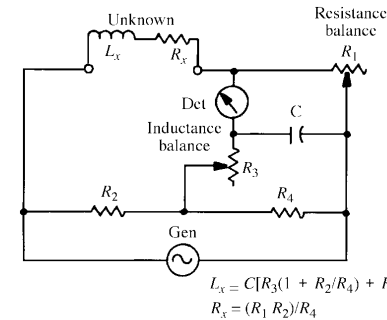 Unknown
Resistance
balance
Lx
Rx
R1
Det
C
Inductance
balance
R3
R2
R4
Gen
Lx = C[R3(1 + R2/R4) +
Rx = (R1 R2)/R4